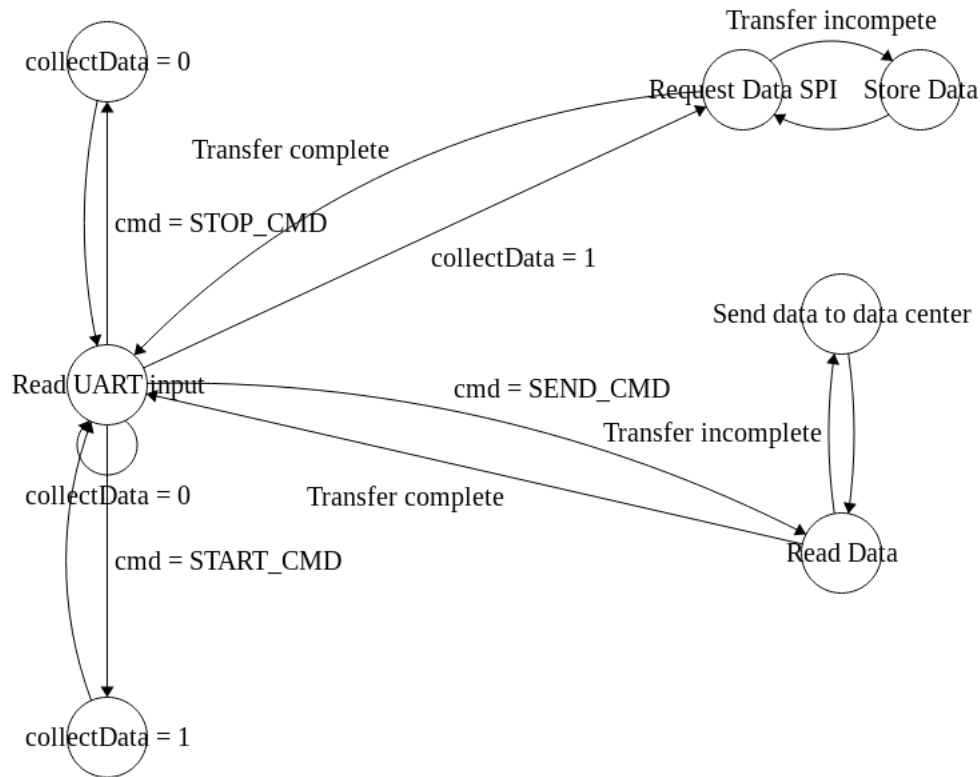 Transfer incompete
collectData = 0
Request Data SPI
Store Data
Transfer complete
cmd = STOP_CMD
collectData = 1
Send data to data center
Read UART input
cmd = SEND_CMD
Transfer incomplete
collectData = 0
Transfer complete
Read Data
cmd = START_CMD
collectData = 1